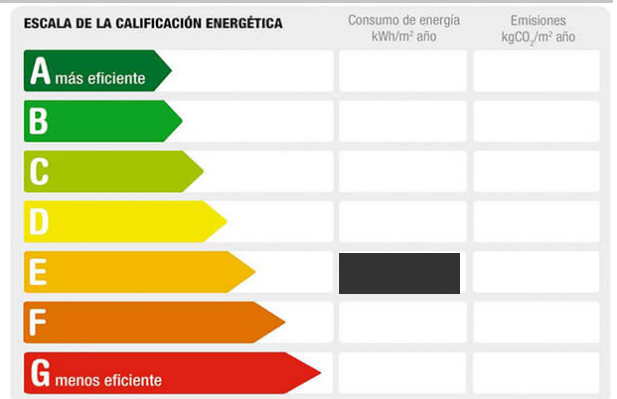 ESCALA DE LA CALIFICACIÓN ENERGÉTICA
Consumo de energía
kWh/m² año
Emisiones
kgCO₂/m² año
A más eficiente
B
C
D
E
F
G menos eficiente